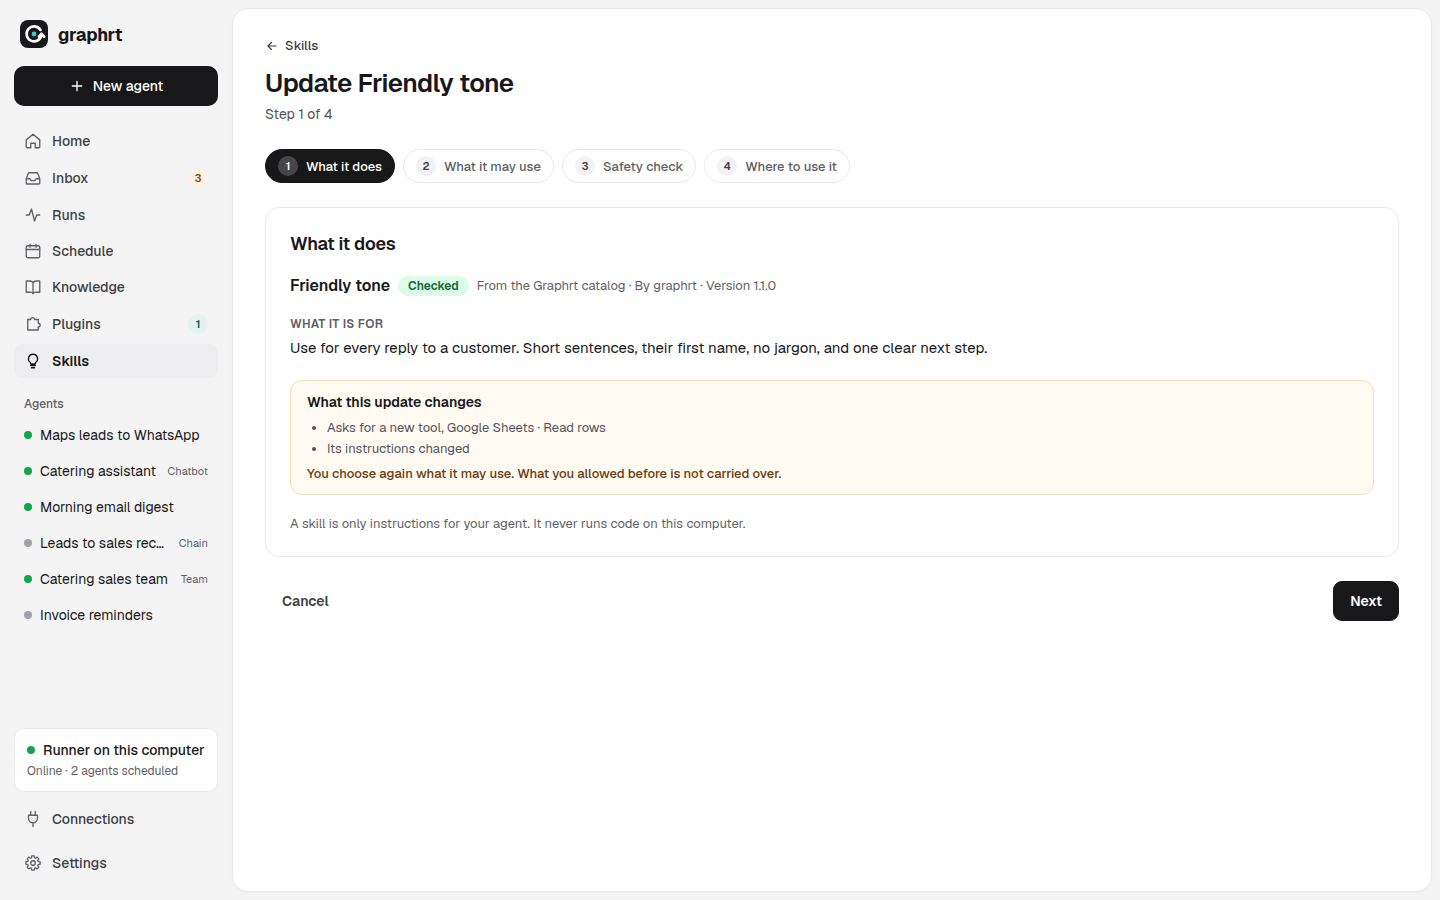 graphrt
New agent
Home
Inbox 3
Runs
Schedule
Knowledge
Plugins 1
Skills
Agents
Maps leads to WhatsApp
Catering assistant Chatbot
Morning email digest
Leads to sales rec... Chain
Catering sales team Team
Invoice reminders
Runner on this computer
Online · 2 agents scheduled
Connections
Settings
← Skills
Update Friendly tone
Step 1 of 4
1 What it does 2 What it may use 3 Safety check 4 Where to use it
What it does
Friendly tone Checked From the Graphrt catalog · By graphrt · Version 1.1.0
WHAT IT IS FOR
Use for every reply to a customer. Short sentences, their first name, no jargon, and one clear next step.
What this update changes
• Asks for a new tool, Google Sheets · Read rows
• Its instructions changed
You choose again what it may use. What you allowed before is not carried over.
A skill is only instructions for your agent. It never runs code on this computer.
Cancel Next